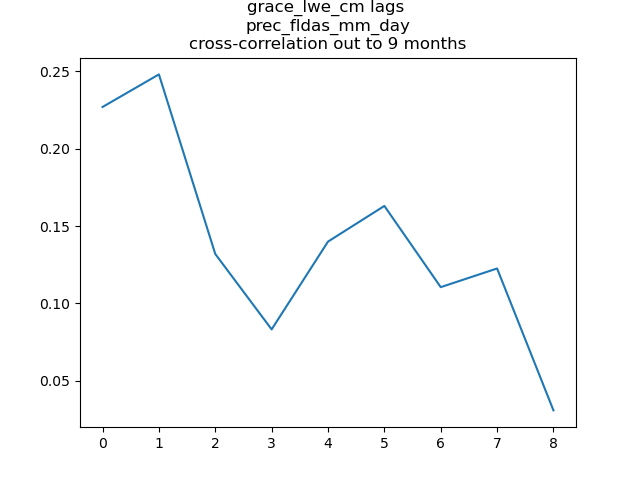 grace_lwe_cm lags
prec_fldas_mm_day
cross-correlation out to 9 months
0.25
0.20
0.15
0.10
0.05
0 1 2 3 4 5 6 7 8